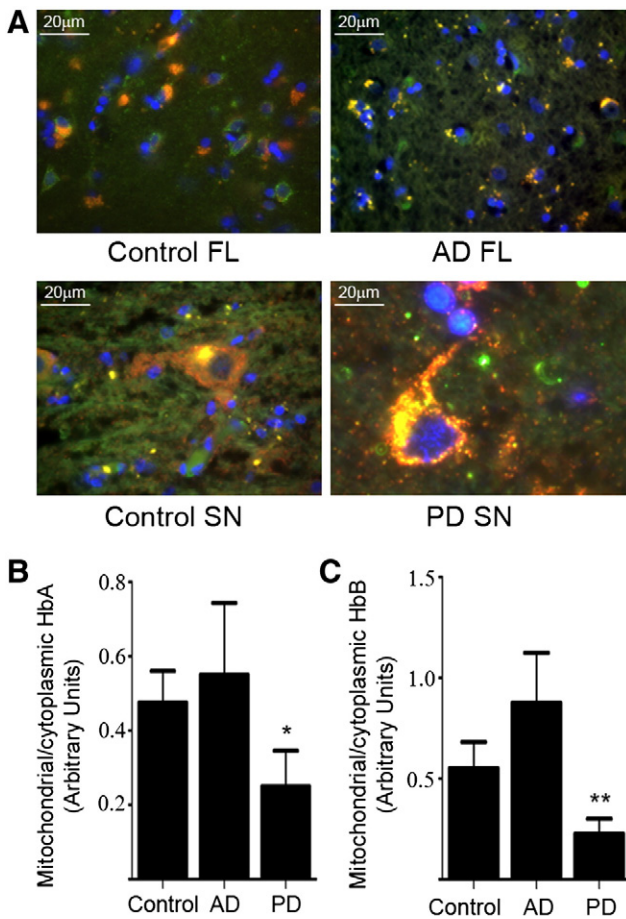 A
20μm
20μm
Control FL
AD FL
20μm
20μm
Control SN
PD SN
B
Mitochondrial/cytoplasmic HbA
(Arbitrary Units)
0.8
0.6
0.4
0.2
*
Control
AD
PD
C
Mitochondrial/cytoplasmic HbB
(Arbitrary Units)
1.5
1.0
0.5
**
Control
AD
PD